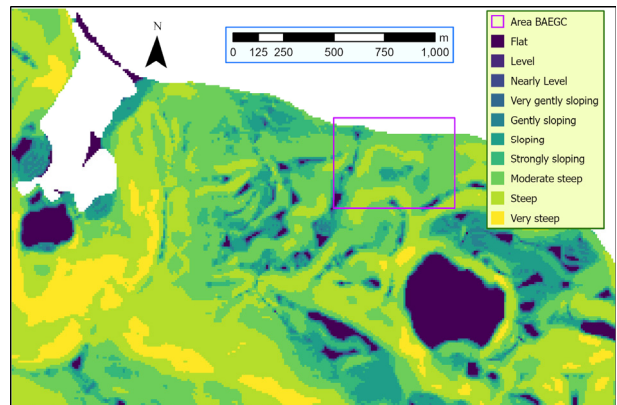 N
m
0 125 250 500 750 1,000
Area BAEGC
Flat
Level
Nearly Level
Very gently sloping
Gently sloping
Sloping
Strongly sloping
Moderate steep
Steep
Very steep